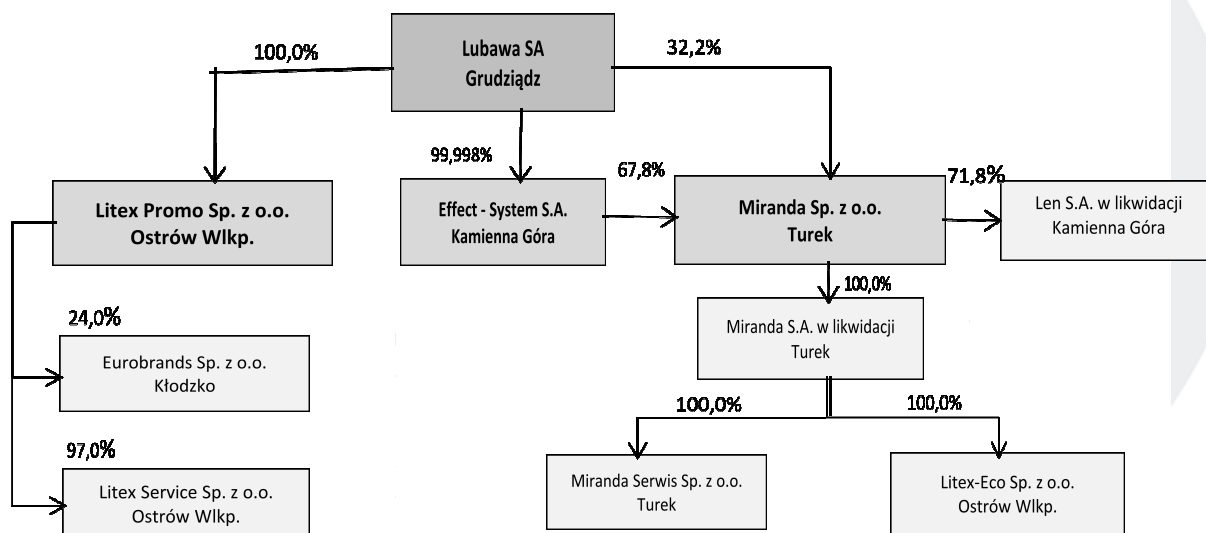 Lubawa SA
Grudziądz
100,0%
32,2%
99,998%
67,8%
71,8%
Litex Promo Sp. z o.o.
Ostrów Wlkp.
Effect - System S.A.
Kamienna Góra
Miranda Sp. z o.o.
Turek
Len S.A. w likwidacji
Kamienna Góra
100,0%
24,0%
Eurobrands Sp. z o.o.
Kłodzko
Miranda S.A. w likwidacji
Turek
97,0%
100,0%
100,0%
Litex Service Sp. z o.o.
Ostrów Wlkp.
Miranda Serwis Sp. z o.o.
Turek
Litex-Eco Sp. z o.o.
Ostrów Wlkp.